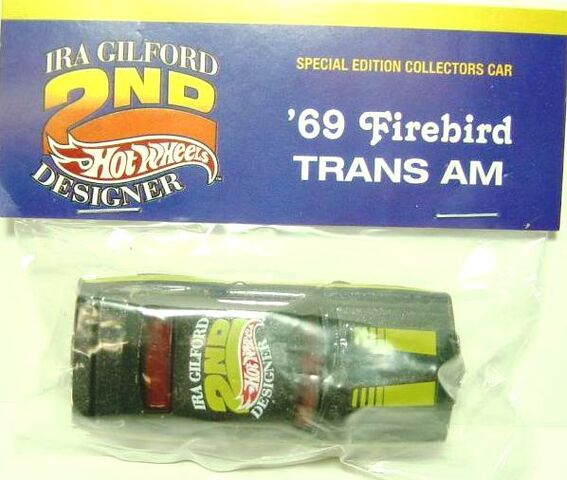 IRA GILFORD
2ND
Hot Wheels
DESIGNER
SPECIAL EDITION COLLECTORS CAR
'69 Firebird
TRANS AM
IRA GILFORD
2ND
Hot Wheels
DESIGNER